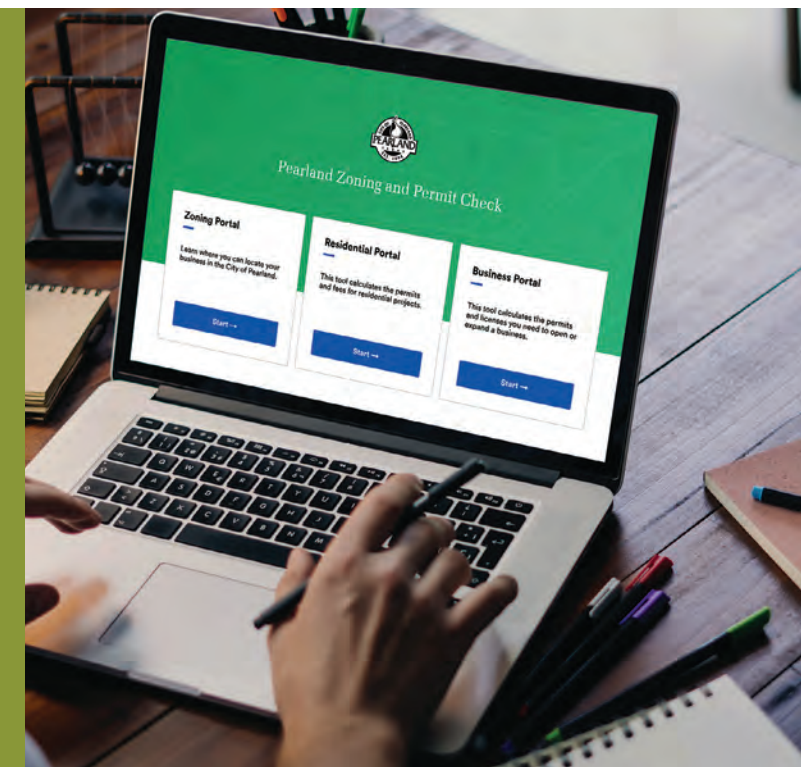 PEARLAND
Pearland Zoning and Permit Check
Zoning Portal
Learn where you can locate your
business in the City of Pearland.
Start →
Residential Portal
This tool calculates the permits
and fees for residential projects.
Start →
Business Portal
This tool calculates the permits
and licenses you need to open or
expand a business.
Start →